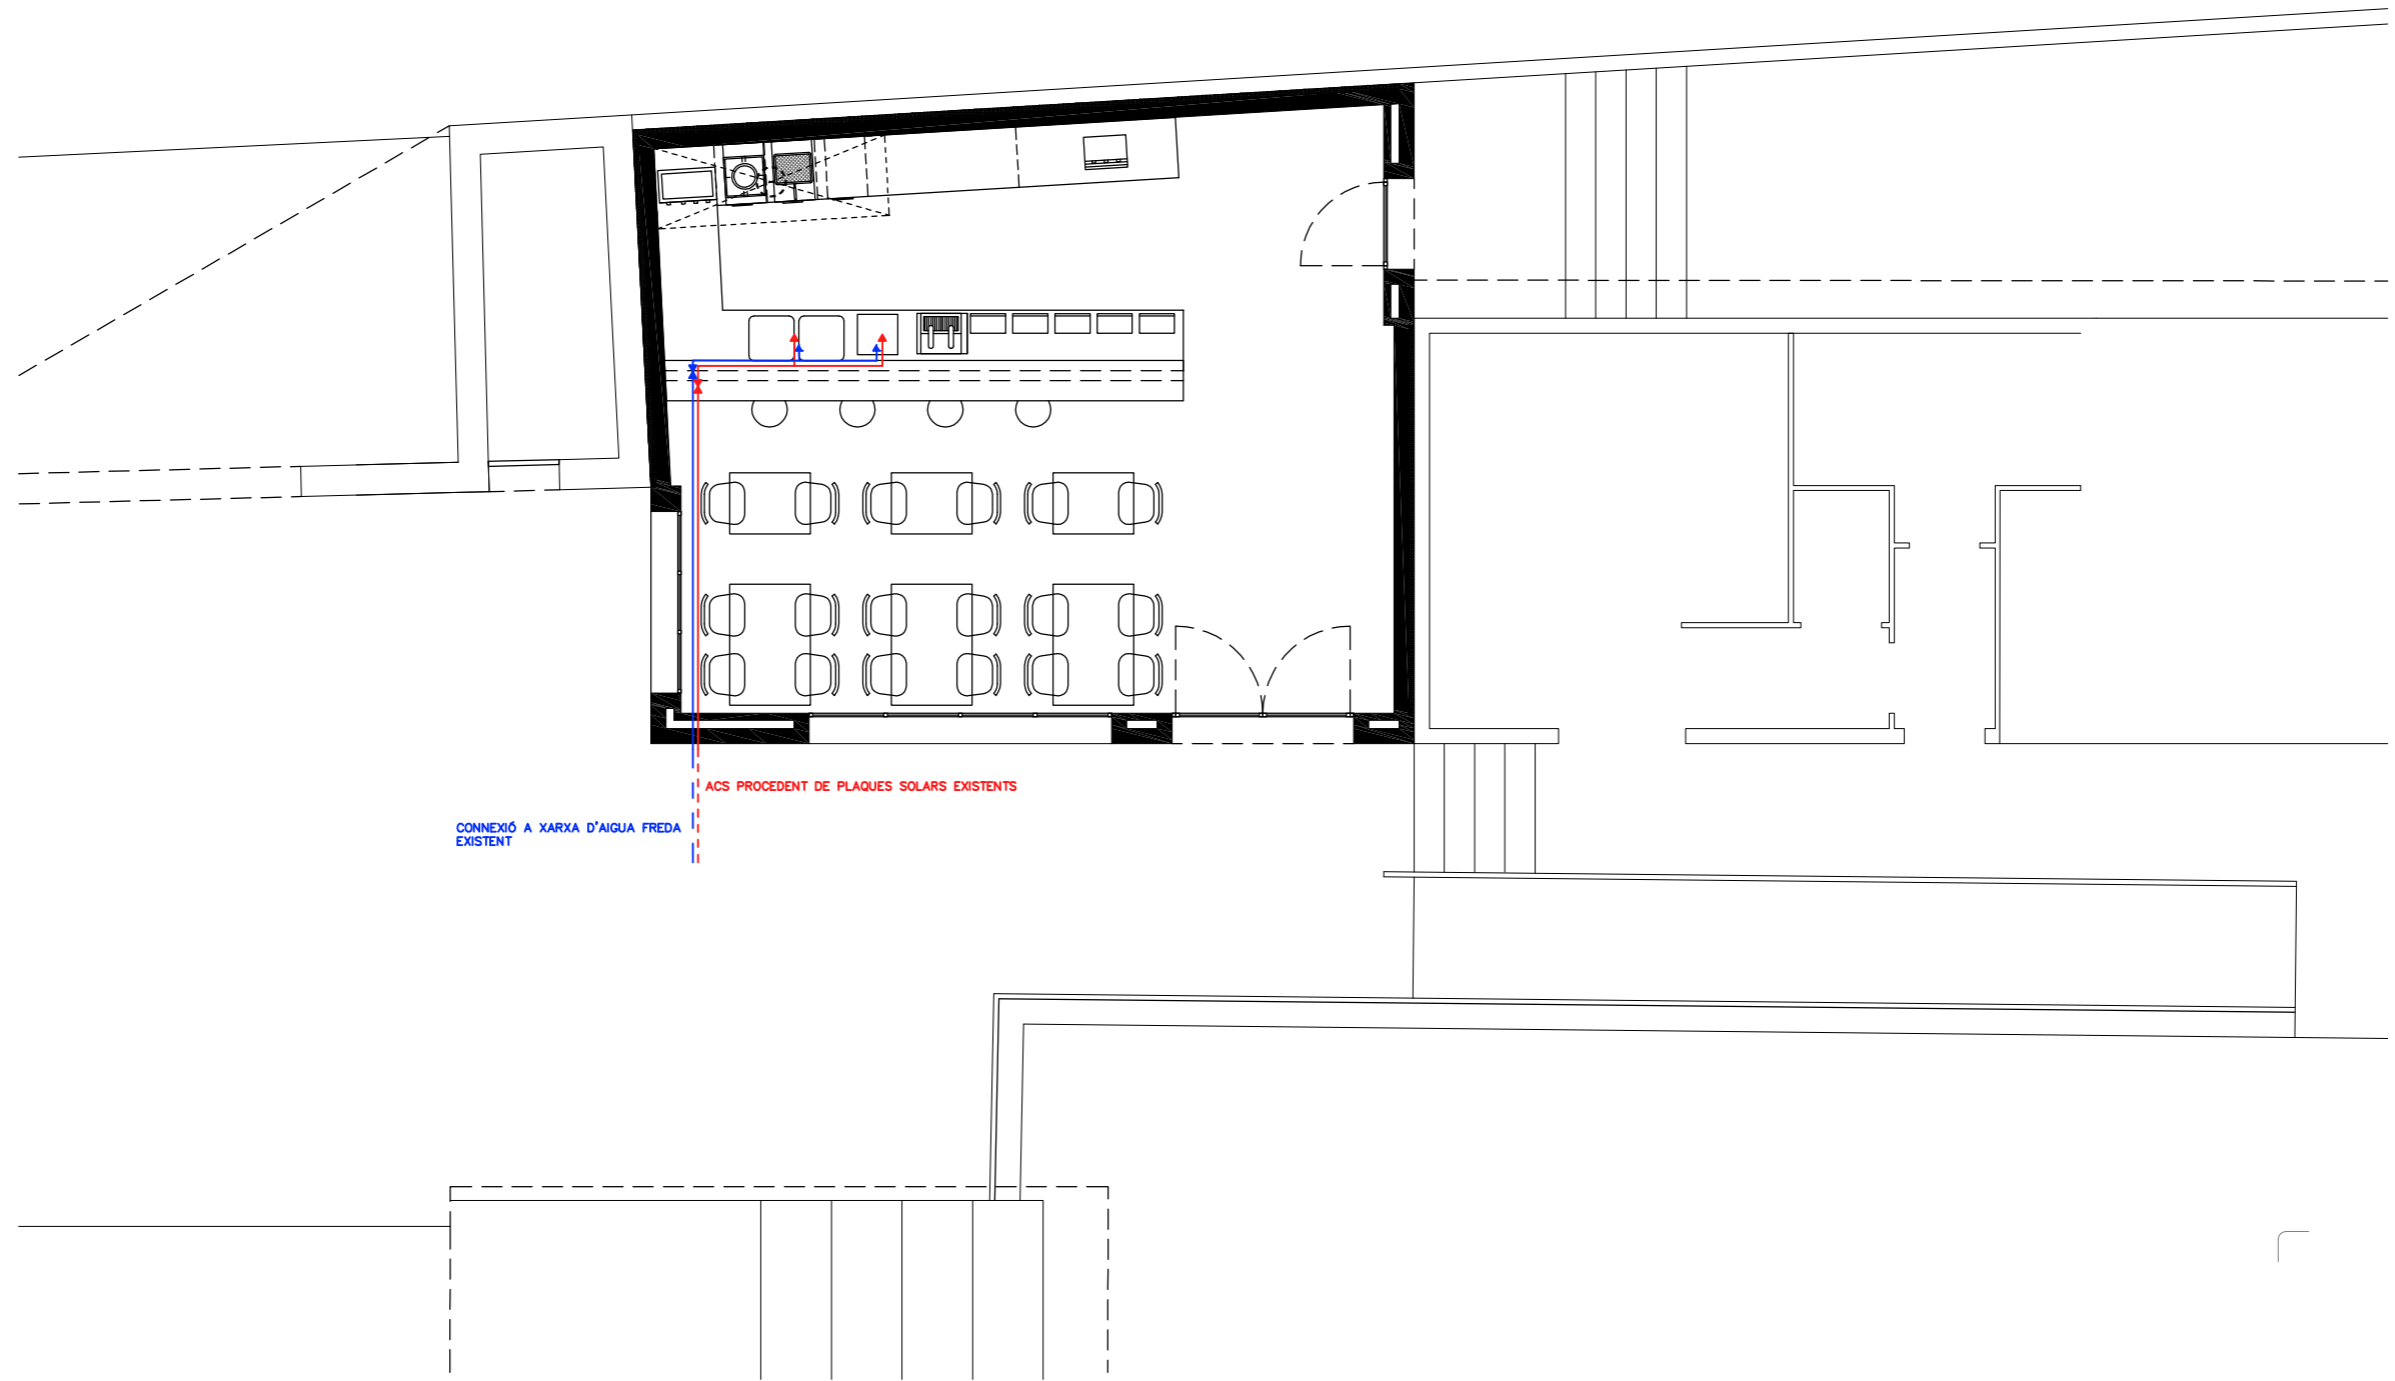 ACS PROCEDENT DE PLAQUES SOLARS EXISTENTS
CONNEXIÓ A XARXA D'AIGUA FREDA
EXISTENT